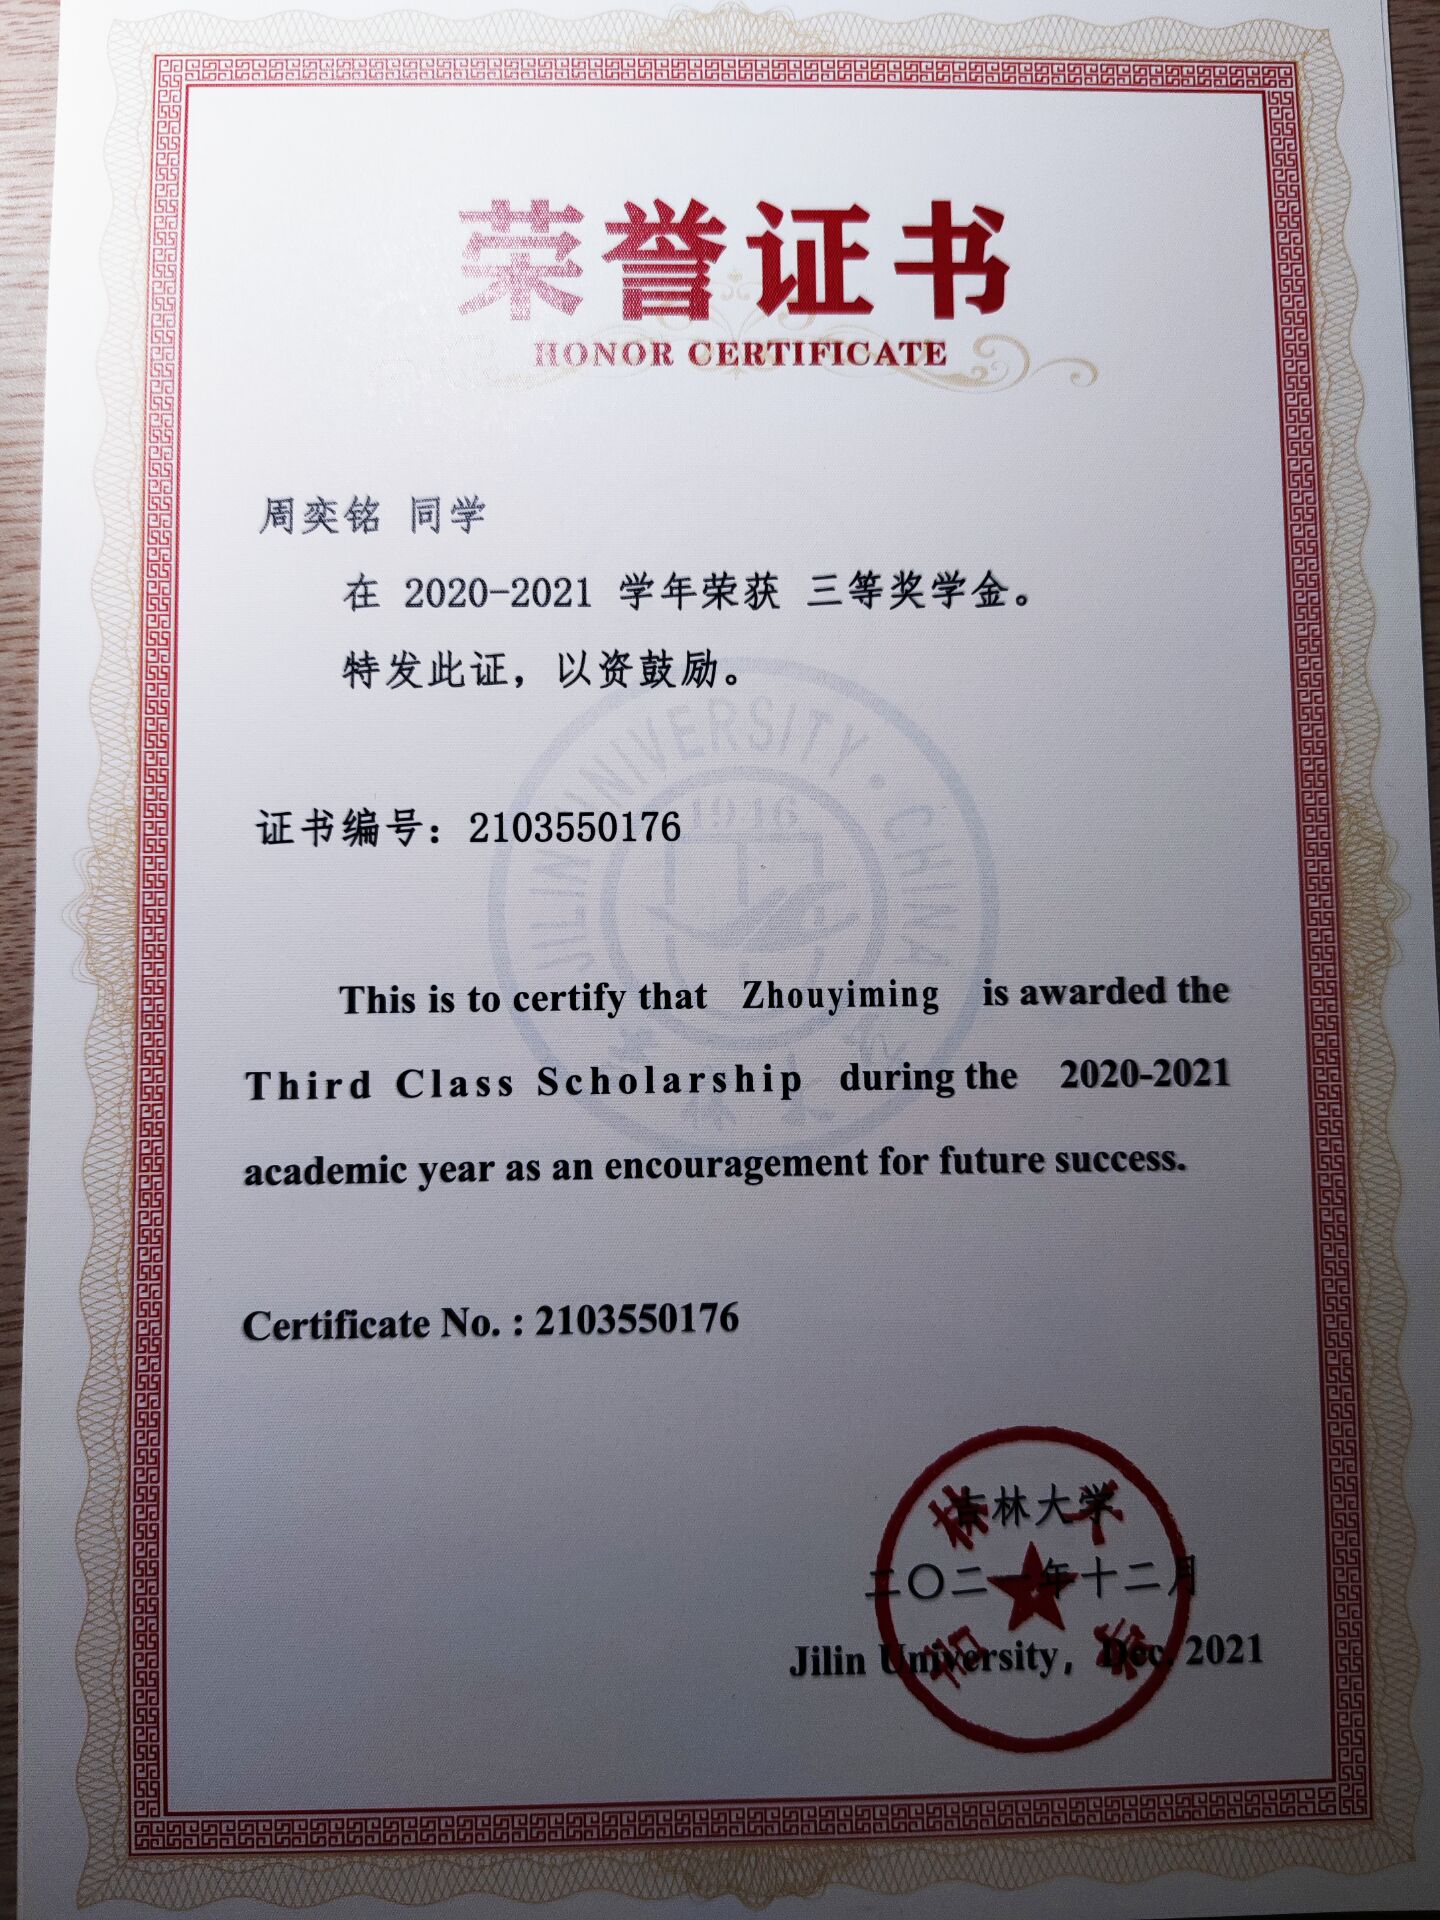 荣誉证书
HONOR CERTIFICATE
周奕铭 同学
在 2020-2021 学年荣获 三等奖学金。
特发此证，以资鼓励。
JILIN UNIVERSITY · CHINA
1946
证书编号：2103550176
This is to certify that Zhouyiming is awarded the
Third Class Scholarship during the 2020-2021
academic year as an encouragement for future success.
Certificate No. : 2103550176
吉林大学
二〇二一年十二月
Jilin University, Dec. 2021